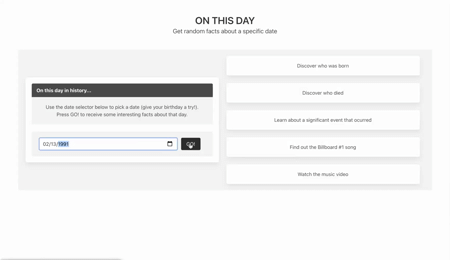 ON THIS DAY
Get random facts about a specific date
On this day in history...
Use the date selector below to pick a date (give your birthday a try!).
Press GO! to receive some interesting facts about that day.
02/13/1991
GO!
Discover who was born
Discover who died
Learn about a significant event that ocurred
Find out the Billboard #1 song
Watch the music video